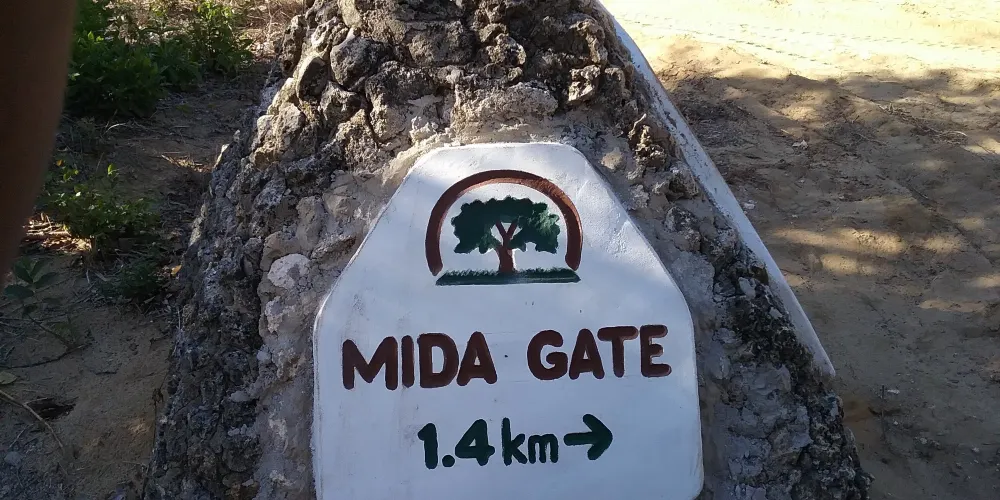 MIDA GATE
1.4 km →